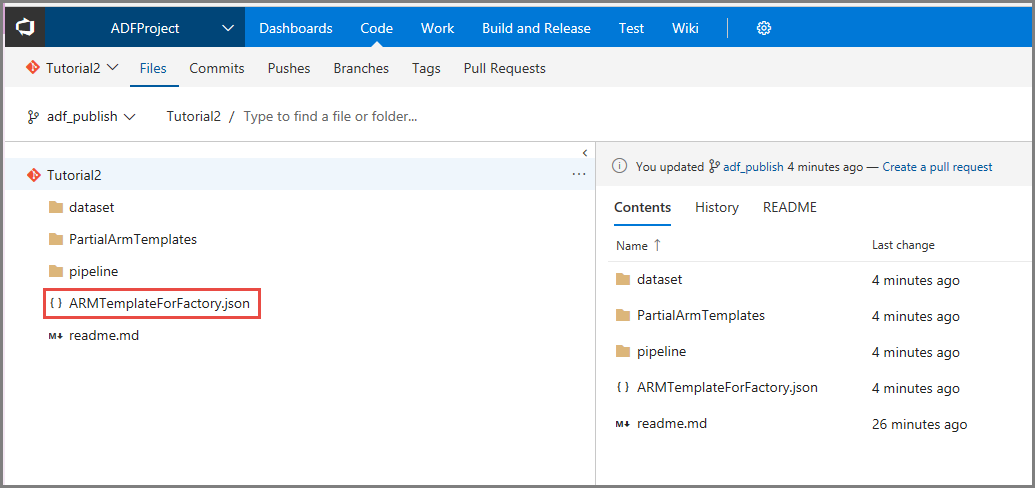 ADFProject Dashboards Code Work Build and Release Test Wiki
Tutorial2 Files Commits Pushes Branches Tags Pull Requests
adf_publish Tutorial2 / Type to find a file or folder...
Tutorial2 ...
dataset
PartialArmTemplates
pipeline
{ } ARMTemplateForFactory.json
M↓ readme.md
You updated adf_publish 4 minutes ago — Create a pull request
Contents History README
Name ↑ Last change
dataset 4 minutes ago
PartialArmTemplates 4 minutes ago
pipeline 4 minutes ago
{ } ARMTemplateForFactory.json 4 minutes ago
M↓ readme.md 26 minutes ago